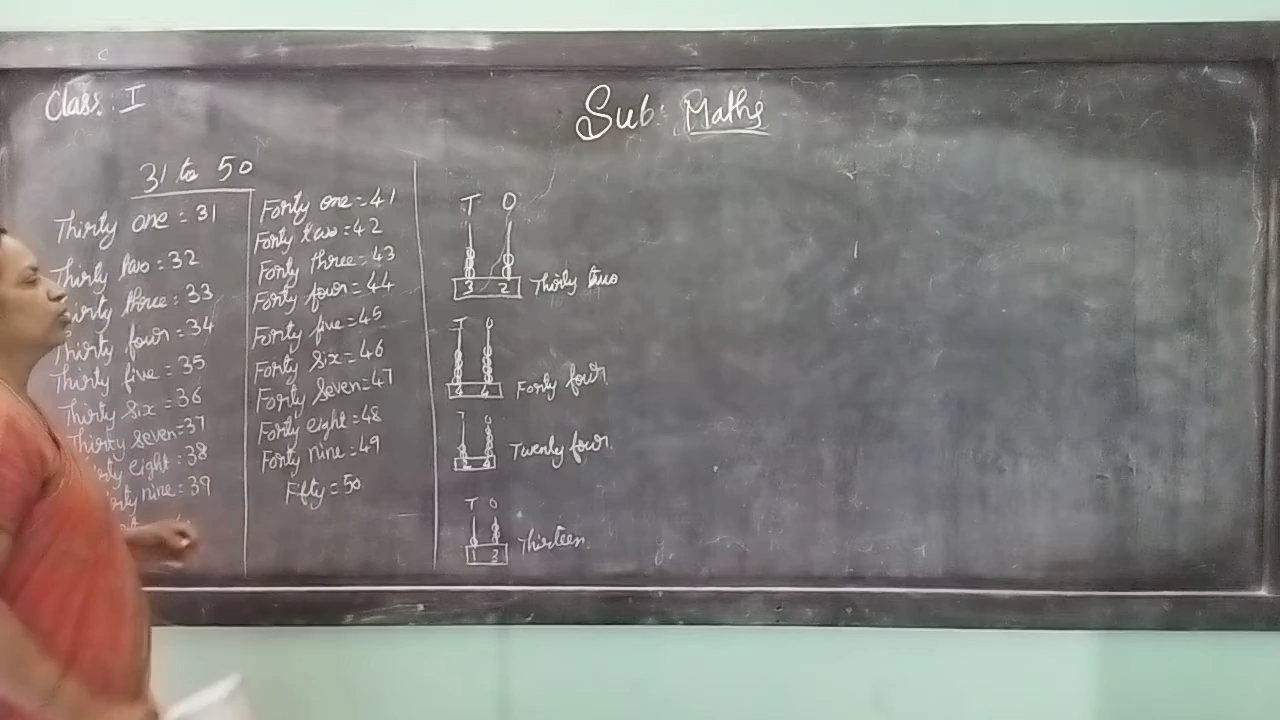 Class: I
Sub: Maths
31 to 50
Thirty one = 31
Thirty two = 32
Thirty three = 33
Thirty four = 34
Thirty five = 35
Thirty six = 36
Thirty seven = 37
eight = 38
nine = 39
Forty one = 41
Forty two = 42
Forty three = 43
Forty four = 44
Forty five = 45
Forty six = 46
Forty seven = 47
Forty eight = 48
Forty nine = 49
Fifty = 50
T O
3 2 Thirty two
T O
4 4 Forty four
T O
2 4 Twenty four
T O
1 3 Thirteen